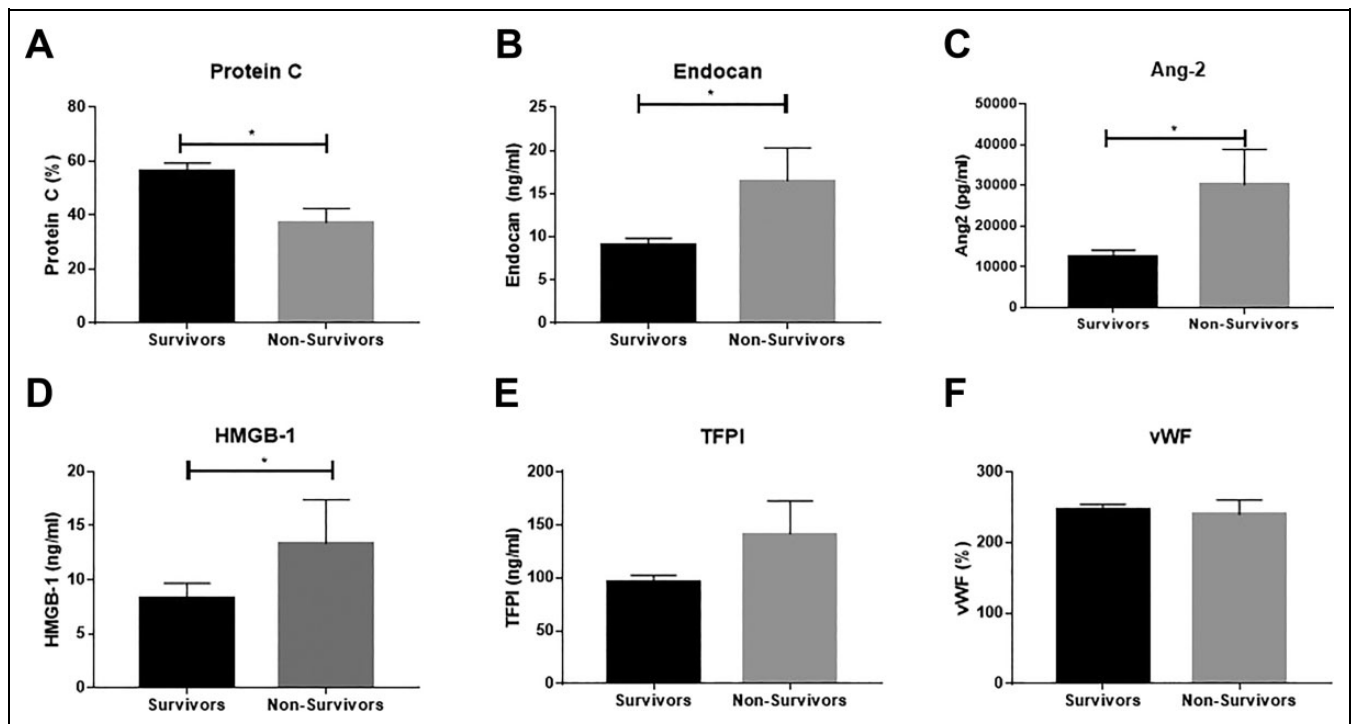 A
Protein C
Protein C (%)
80
60
40
20
0
*
Survivors
Non-Survivors
B
Endocan
Endocan (ng/ml)
25
20
15
10
5
0
*
Survivors
Non-Survivors
C
Ang-2
Ang2 (pg/ml)
50000
40000
30000
20000
10000
0
*
Survivors
Non-Survivors
D
HMGB-1
HMGB-1 (ng/ml)
20
15
10
5
0
*
Survivors
Non-Survivors
E
TFPI
TFPI (ng/ml)
200
150
100
50
0
Survivors
Non-Survivors
F
vWF
vWF (%)
300
200
100
0
Survivors
Non-Survivors